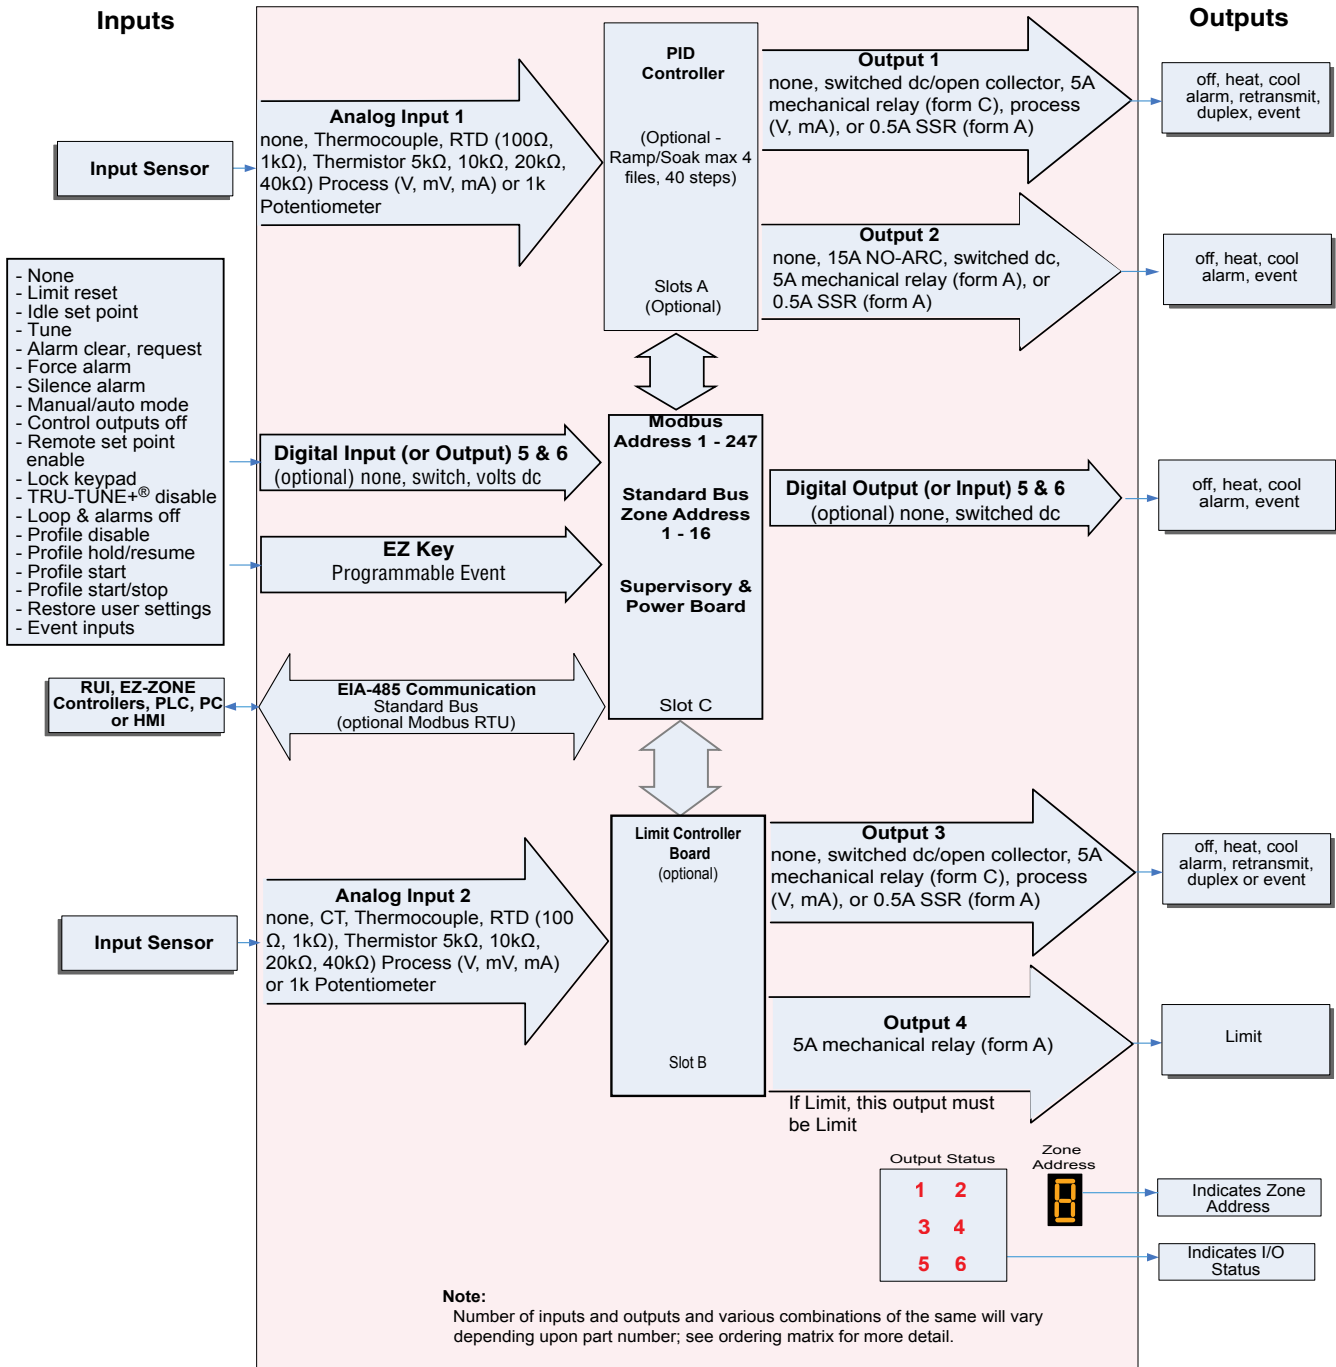 Inputs
Outputs
PID
Controller
(Optional -
Ramp/Soak max 4
files, 40 steps)
Slots A
(Optional)
Analog Input 1
none, Thermocouple, RTD (100Ω,
1kΩ), Thermistor 5kΩ, 10kΩ, 20kΩ,
40kΩ) Process (V, mV, mA) or 1k
Potentiometer
Input Sensor
Output 1
none, switched dc/open collector, 5A
mechanical relay (form C), process
(V, mA), or 0.5A SSR (form A)
off, heat, cool
alarm, retransmit,
duplex, event
Output 2
none, 15A NO-ARC, switched dc,
5A mechanical relay (form A), or
0.5A SSR (form A)
off, heat, cool
alarm, event
- None
- Limit reset
- Idle set point
- Tune
- Alarm clear, request
- Force alarm
- Silence alarm
- Manual/auto mode
- Control outputs off
- Remote set point
enable
- Lock keypad
- TRU-TUNE+® disable
- Loop & alarms off
- Profile disable
- Profile hold/resume
- Profile start
- Profile start/stop
- Restore user settings
- Event inputs
Digital Input (or Output) 5 & 6
(optional) none, switch, volts dc
EZ Key
Programmable Event
Modbus
Address 1 - 247
Standard Bus
Zone Address
1 - 16
Supervisory &
Power Board
Slot C
Digital Output (or Input) 5 & 6
(optional) none, switched dc
off, heat, cool
alarm, event
RUI, EZ-ZONE
Controllers, PLC, PC
or HMI
EIA-485 Communication
Standard Bus
(optional Modbus RTU)
Limit Controller
Board
(optional)
Slot B
Analog Input 2
none, CT, Thermocouple, RTD (100
Ω, 1kΩ), Thermistor 5kΩ, 10kΩ,
20kΩ, 40kΩ) Process (V, mV, mA)
or 1k Potentiometer
Input Sensor
Output 3
none, switched dc/open collector, 5A
mechanical relay (form C), process
(V, mA), or 0.5A SSR (form A)
off, heat, cool
alarm, retransmit,
duplex or event
Output 4
5A mechanical relay (form A)
If Limit, this output must
be Limit
Limit
Output Status
1 2
3 4
5 6
Zone
Address
8
Indicates Zone
Address
Indicates I/O
Status
Note:
Number of inputs and outputs and various combinations of the same will vary
depending upon part number; see ordering matrix for more detail.